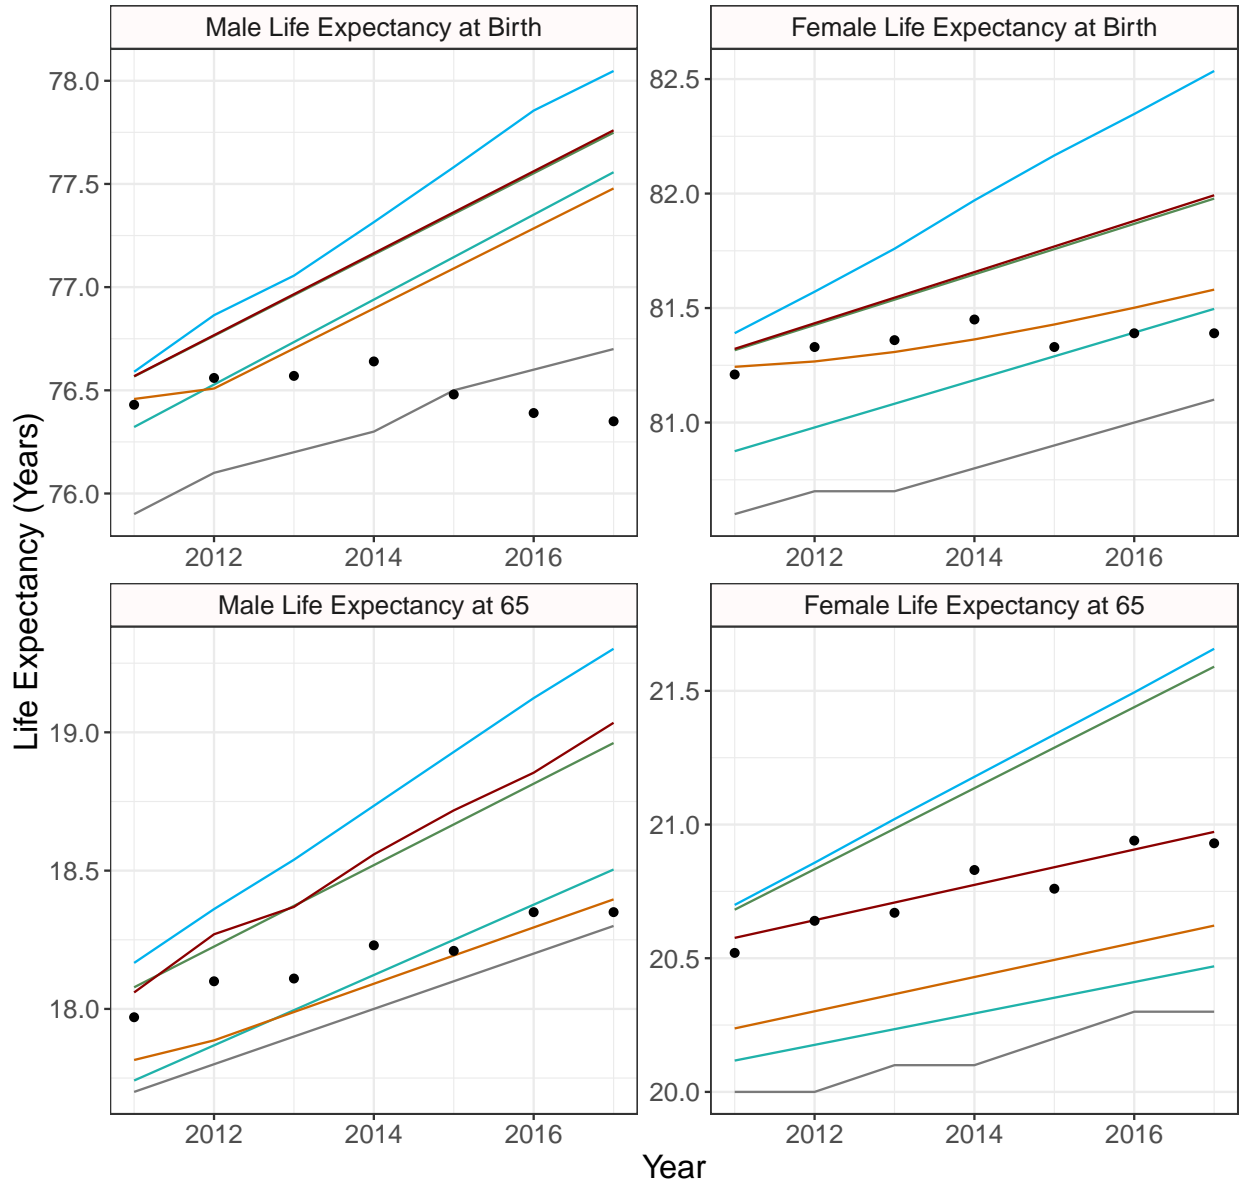 Male Life Expectancy at Birth
Female Life Expectancy at Birth
78.0
77.5
77.0
76.5
76.0
82.5
82.0
81.5
81.0
2012 2014 2016
2012 2014 2016
Male Life Expectancy at 65
Female Life Expectancy at 65
19.0
18.5
18.0
21.5
21.0
20.5
20.0
2012 2014 2016
2012 2014 2016
Life Expectancy (Years)
Year